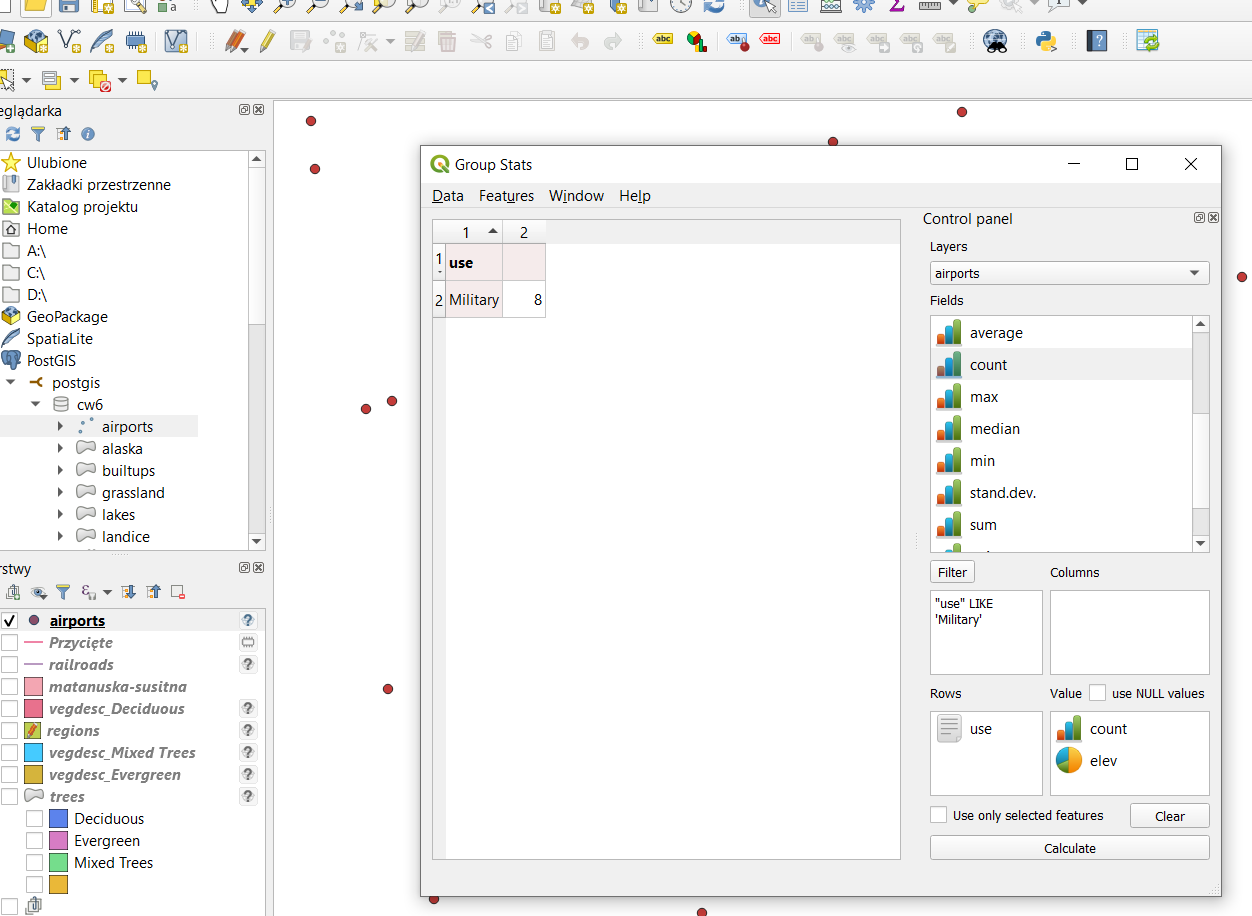 a
abc
abc
abc
eglądarka
Ulubione
Zakładki przestrzenne
Katalog projektu
Home
A:\
C:\
D:\
GeoPackage
SpatiaLite
PostGIS
postgis
cw6
airports
alaska
builtups
grassland
lakes
landice
rstwy
airports
Przycięte
railroads
matanuska-susitna
vegdesc_Deciduous
regions
vegdesc_Mixed Trees
vegdesc_Evergreen
trees
Deciduous
Evergreen
Mixed Trees
Group Stats
Data Features Window Help
1 2
1 use
2 Military 8
Control panel
Layers
airports
Fields
average
count
max
median
min
stand.dev.
sum
Filter Columns
"use" LIKE
'Military'
Rows Value use NULL values
use count
elev
Use only selected features Clear
Calculate